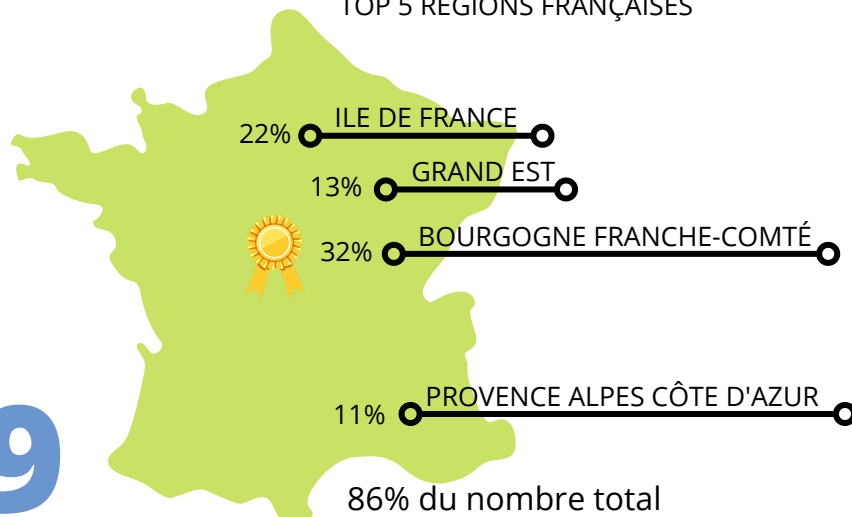 TOP 5 RÉGIONS FRANÇAISES
22% ILE DE FRANCE
13% GRAND EST
32% BOURGOGNE FRANCHE-COMTÉ
11% PROVENCE ALPES CÔTE D'AZUR
9
86% du nombre total